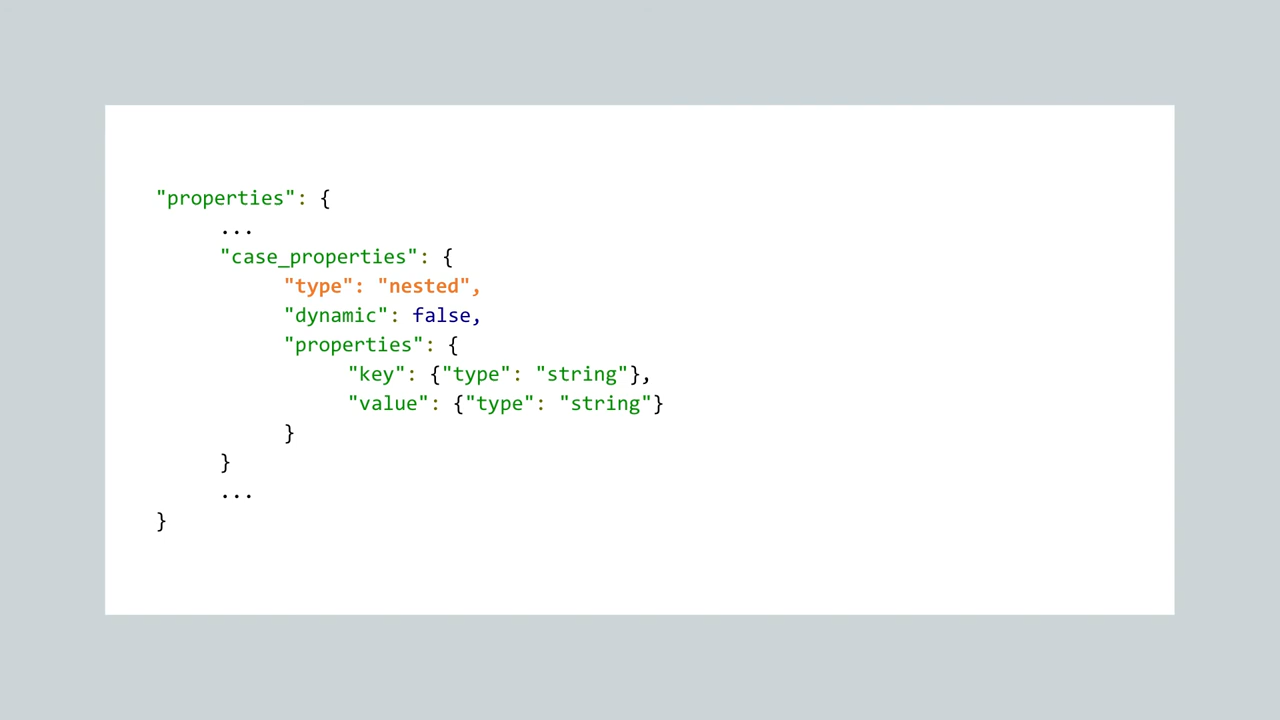 "properties": {
...
"case_properties": {
"type": "nested",
"dynamic": false,
"properties": {
"key": {"type": "string"},
"value": {"type": "string"}
}
}
...
}